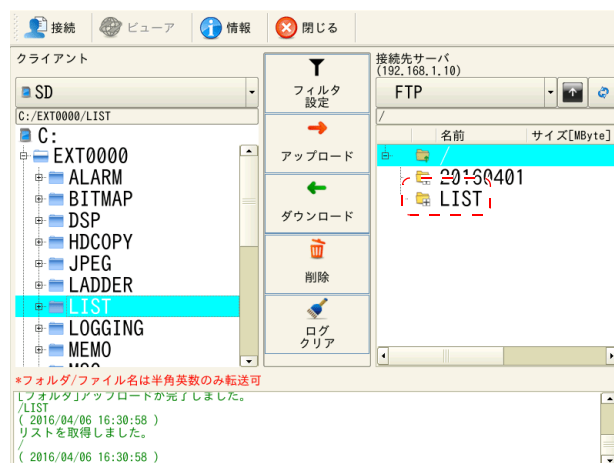 接続 ビューア 情報 閉じる
クライアント
SD
C:/EXT0000/LIST
C:
EXT0000
ALARM
BITMAP
DSP
HDCOPY
JPEG
LADDER
LIST
LOGGING
MEMO
フィルタ
設定
アップロード
ダウンロード
削除
ログ
クリア
接続先サーバ
(192.168.1.10)
FTP
/
名前 サイズ[MByte]
/
20160401
LIST
*フォルダ/ファイル名は半角英数のみ転送可
[フォルダ]アップロードが完了しました。
/LIST
( 2016/04/06 16:30:58 )
リストを取得しました。
/
( 2016/04/06 16:30:58 )